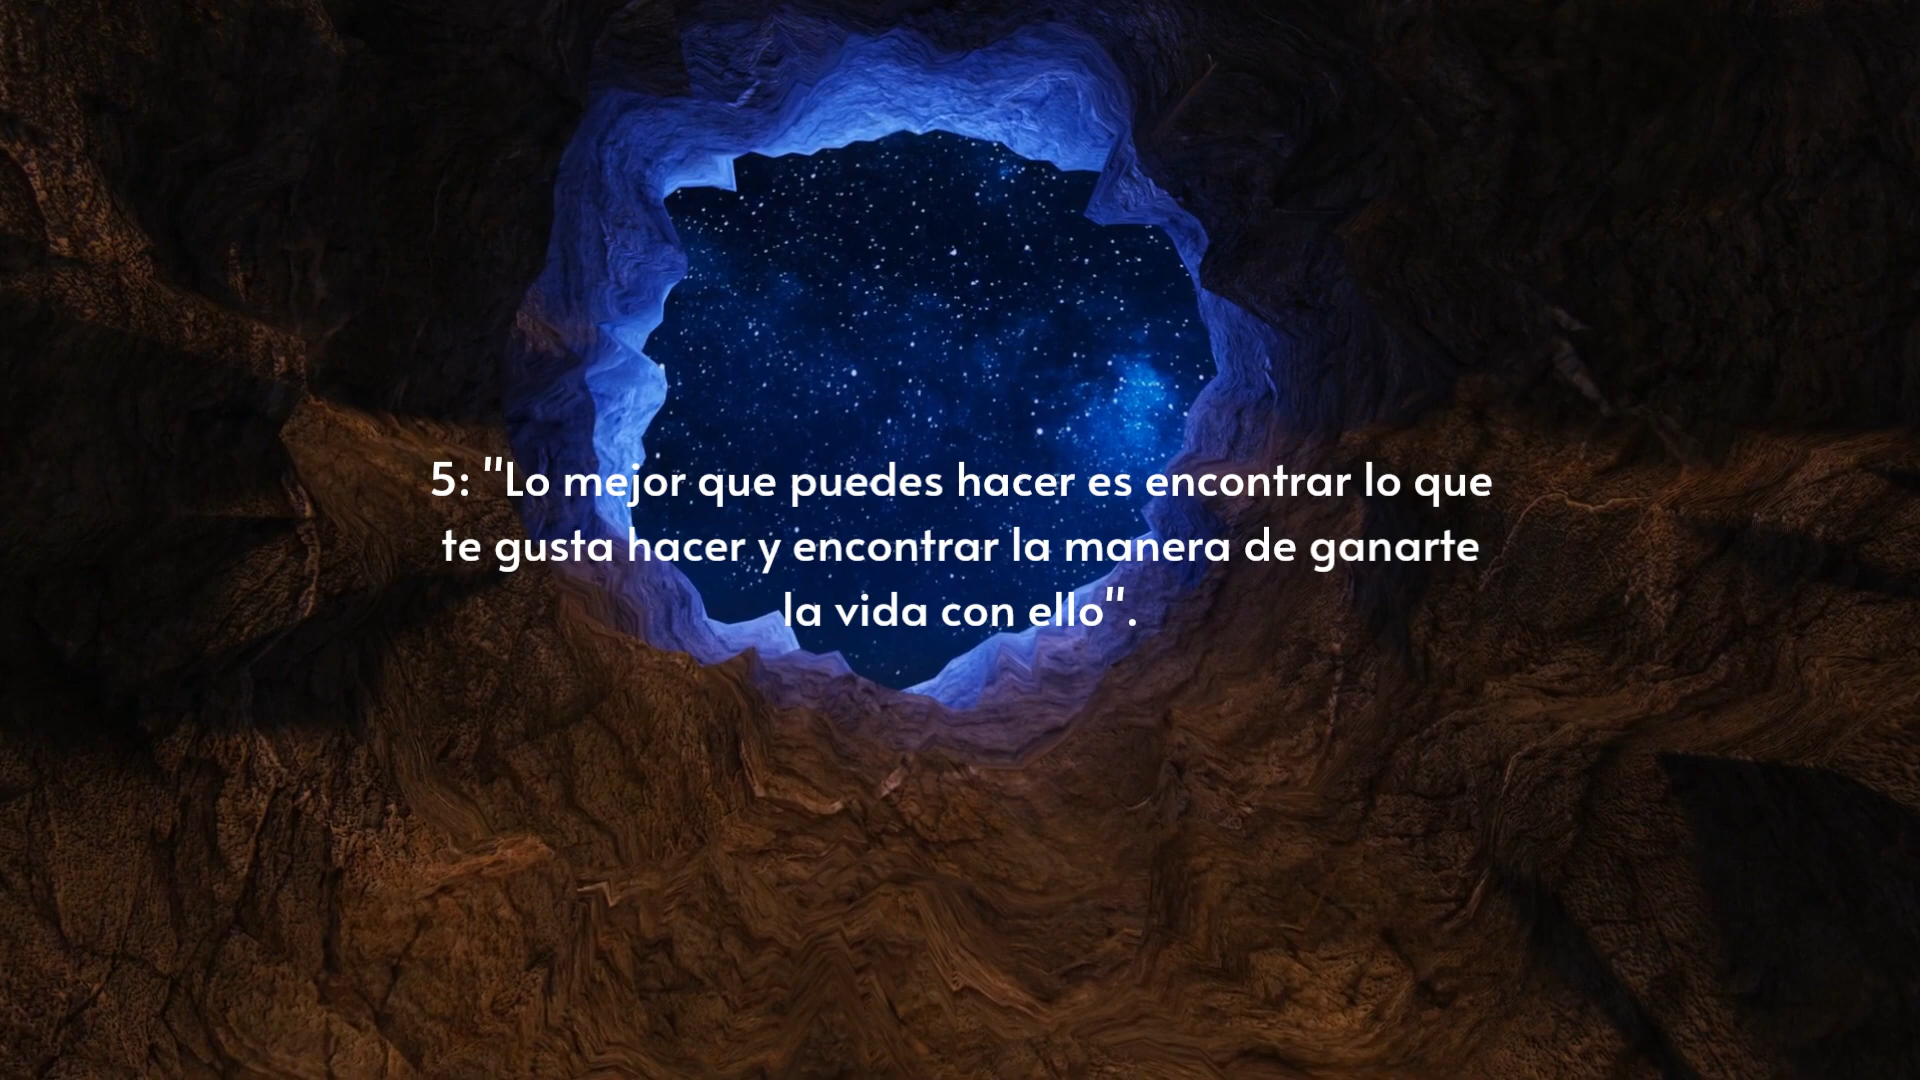 5: "Lo mejor que puedes hacer es encontrar lo que
te gusta hacer y encontrar la manera de ganarte
la vida con ello".